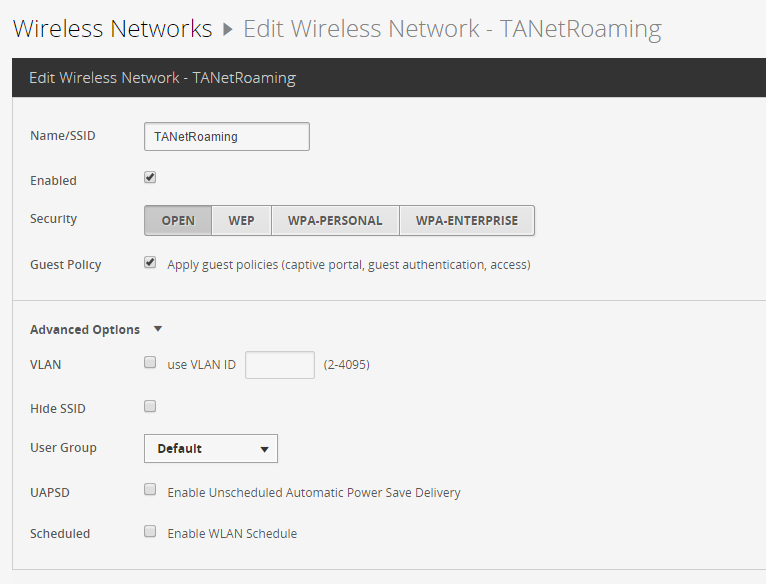 Wireless Networks ▸ Edit Wireless Network - TANetRoaming
Edit Wireless Network - TANetRoaming
Name/SSID TANetRoaming
Enabled
Security OPEN WEP WPA-PERSONAL WPA-ENTERPRISE
Guest Policy Apply guest policies (captive portal, guest authentication, access)
Advanced Options
VLAN use VLAN ID (2-4095)
Hide SSID
User Group Default
UAPSD Enable Unscheduled Automatic Power Save Delivery
Scheduled Enable WLAN Schedule